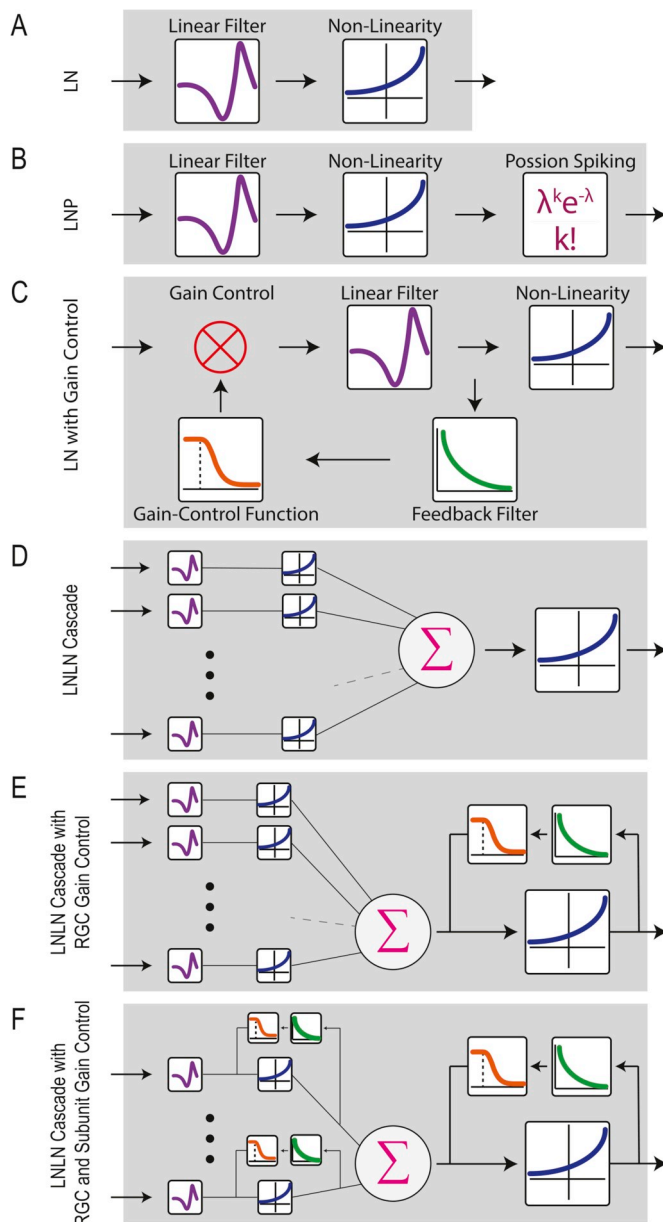 A
LN
Linear Filter
Non-Linearity
B
LNP
Linear Filter
Non-Linearity
Possion Spiking
λᵏe⁻λ
k!
C
LN with Gain Control
Gain Control
Linear Filter
Non-Linearity
Gain-Control Function
Feedback Filter
D
LNLN Cascade
Σ
E
LNLN Cascade with
RGC Gain Control
Σ
F
LNLN Cascade with
RGC and Subunit Gain Control
Σ